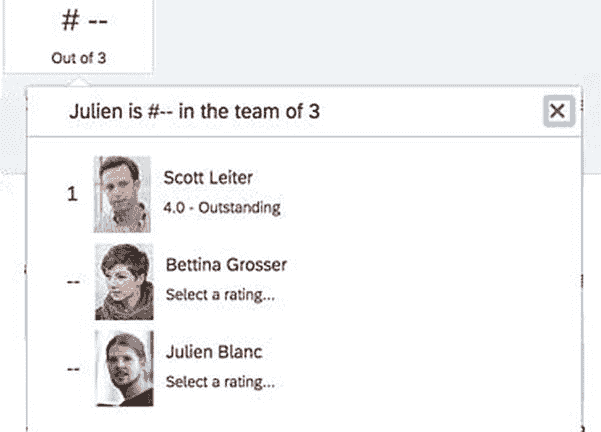 # --
Out of 3
Julien is #-- in the team of 3
1
Scott Leiter
4.0 - Outstanding
--
Bettina Grosser
Select a rating...
--
Julien Blanc
Select a rating...